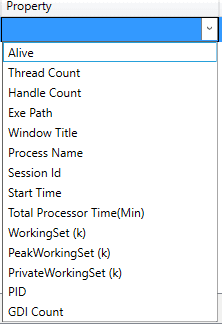 Property
Alive
Thread Count
Handle Count
Exe Path
Window Title
Process Name
Session Id
Start Time
Total Processor Time(Min)
WorkingSet (k)
PeakWorkingSet (k)
PrivateWorkingSet (k)
PID
GDI Count